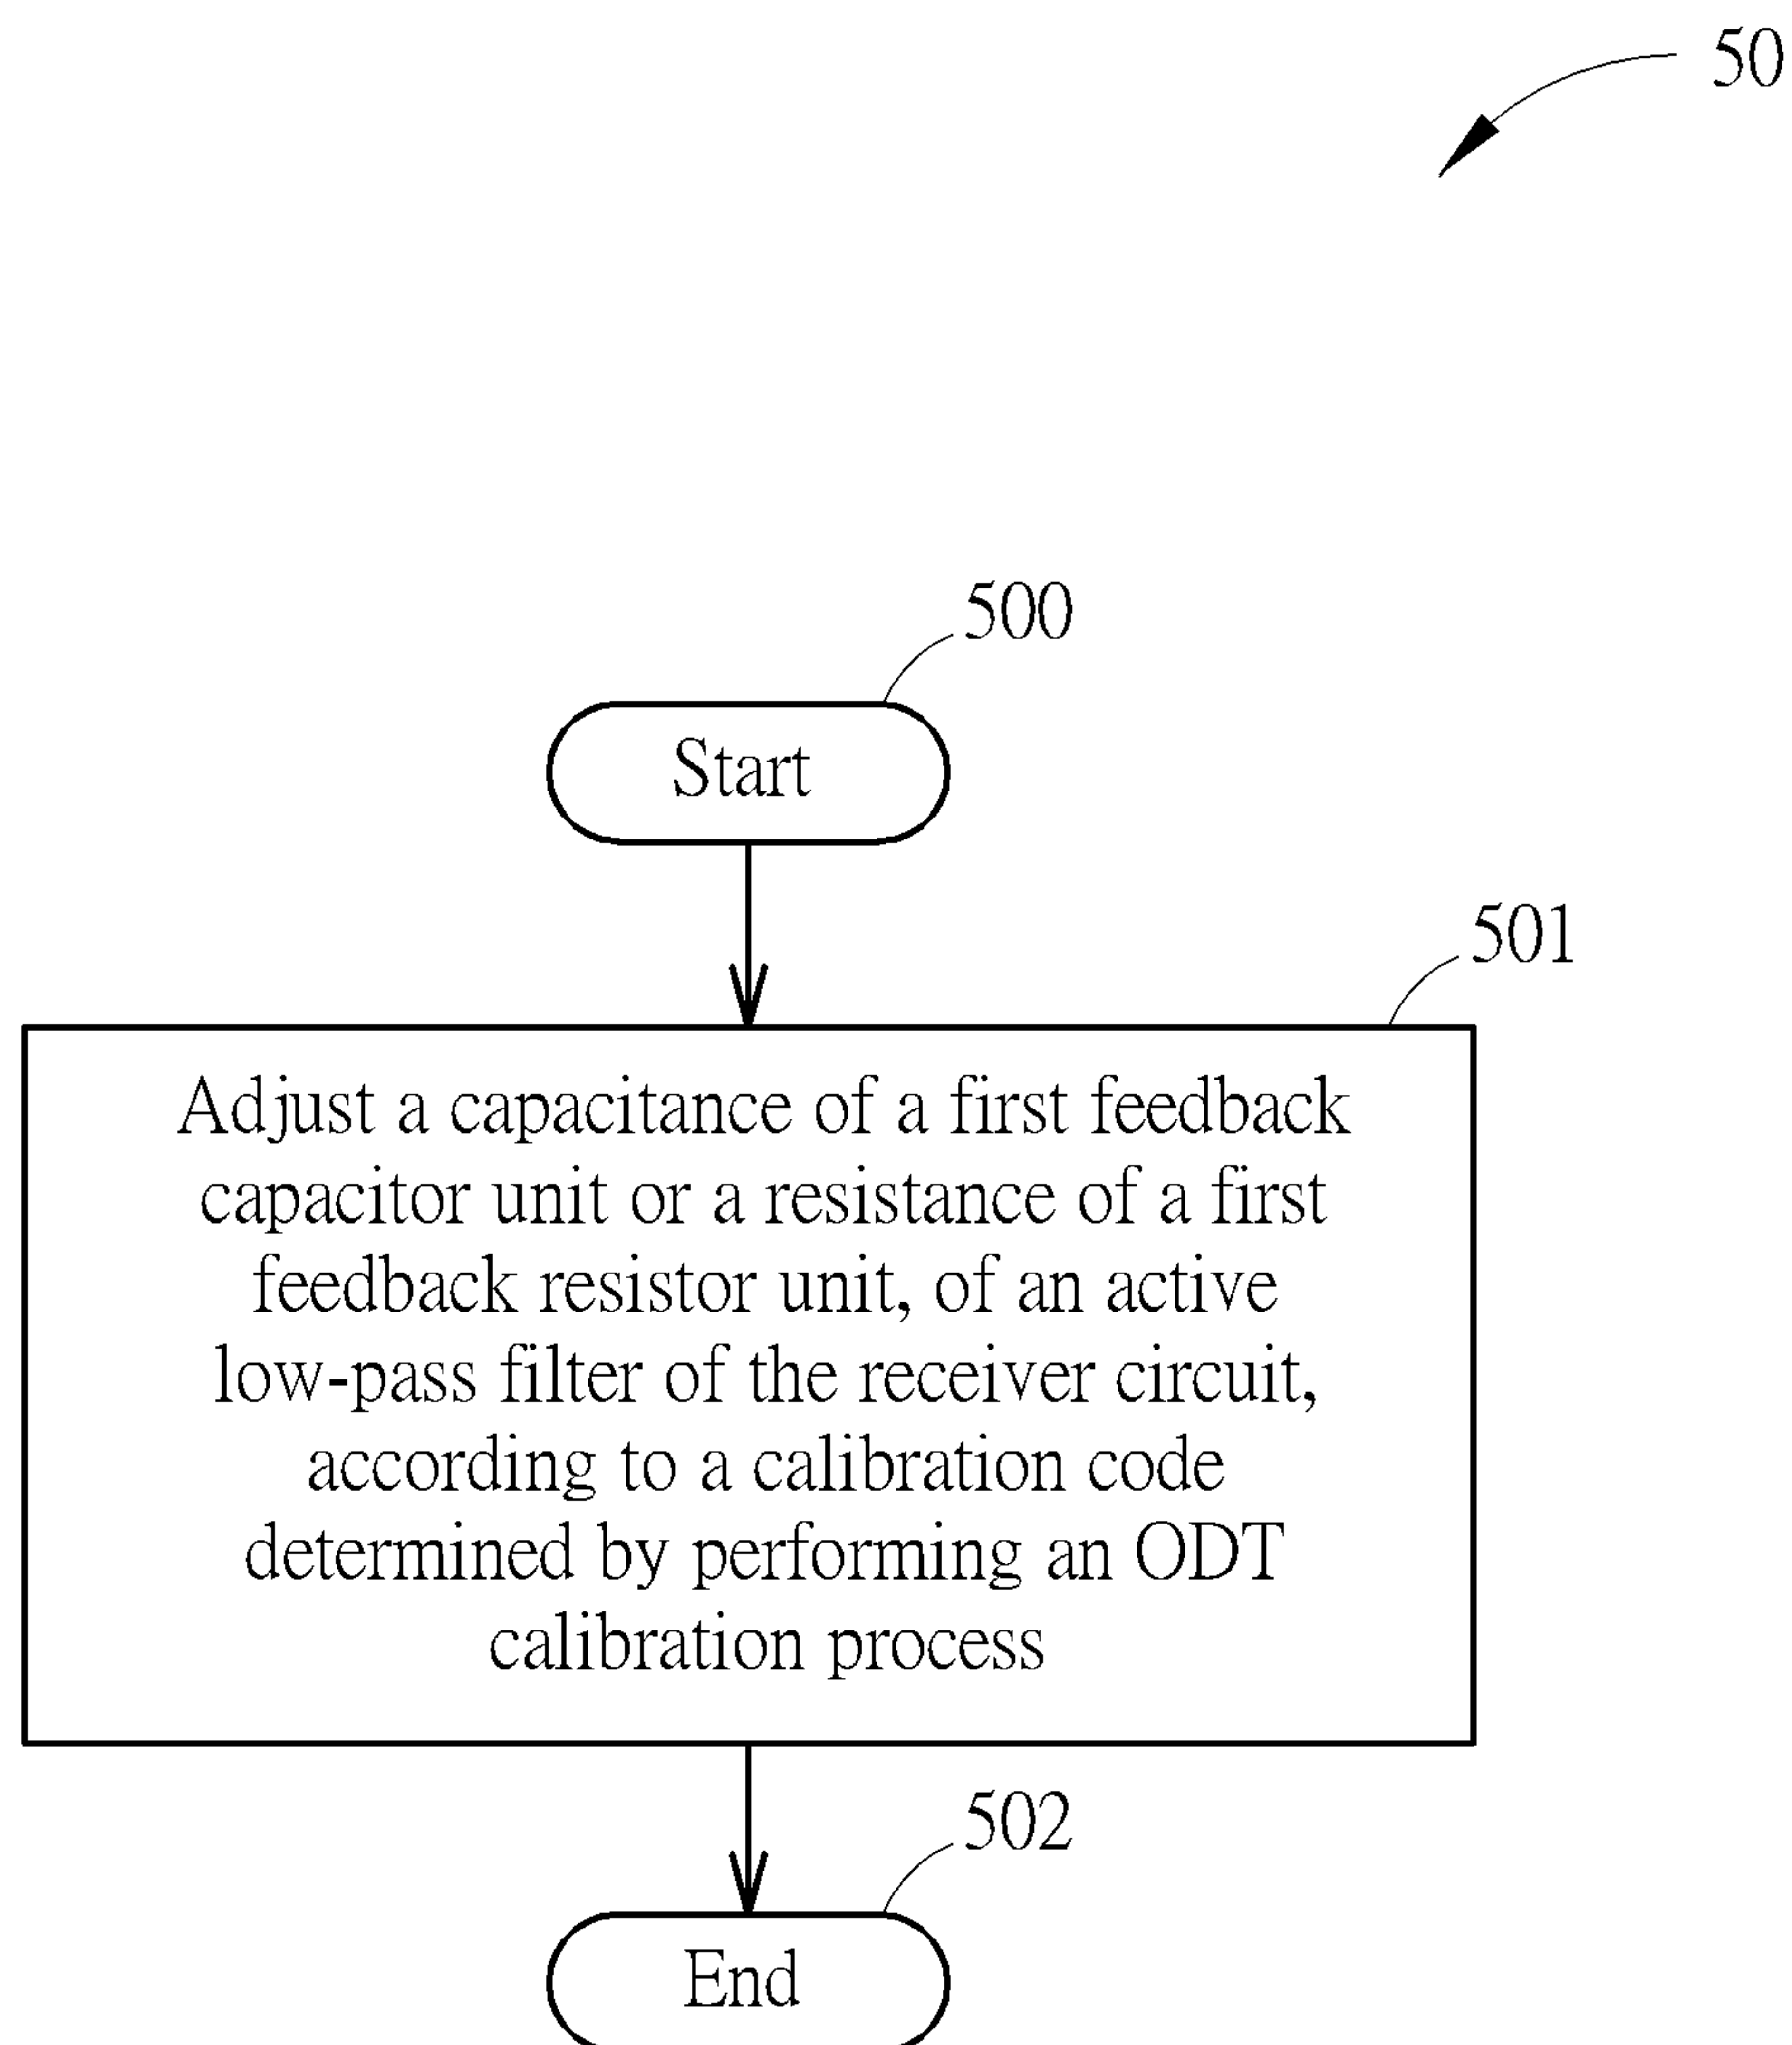 50
500
Start
501
Adjust a capacitance of a first feedback
capacitor unit or a resistance of a first
feedback resistor unit, of an active
low-pass filter of the receiver circuit,
according to a calibration code
determined by performing an ODT
calibration process
502
End